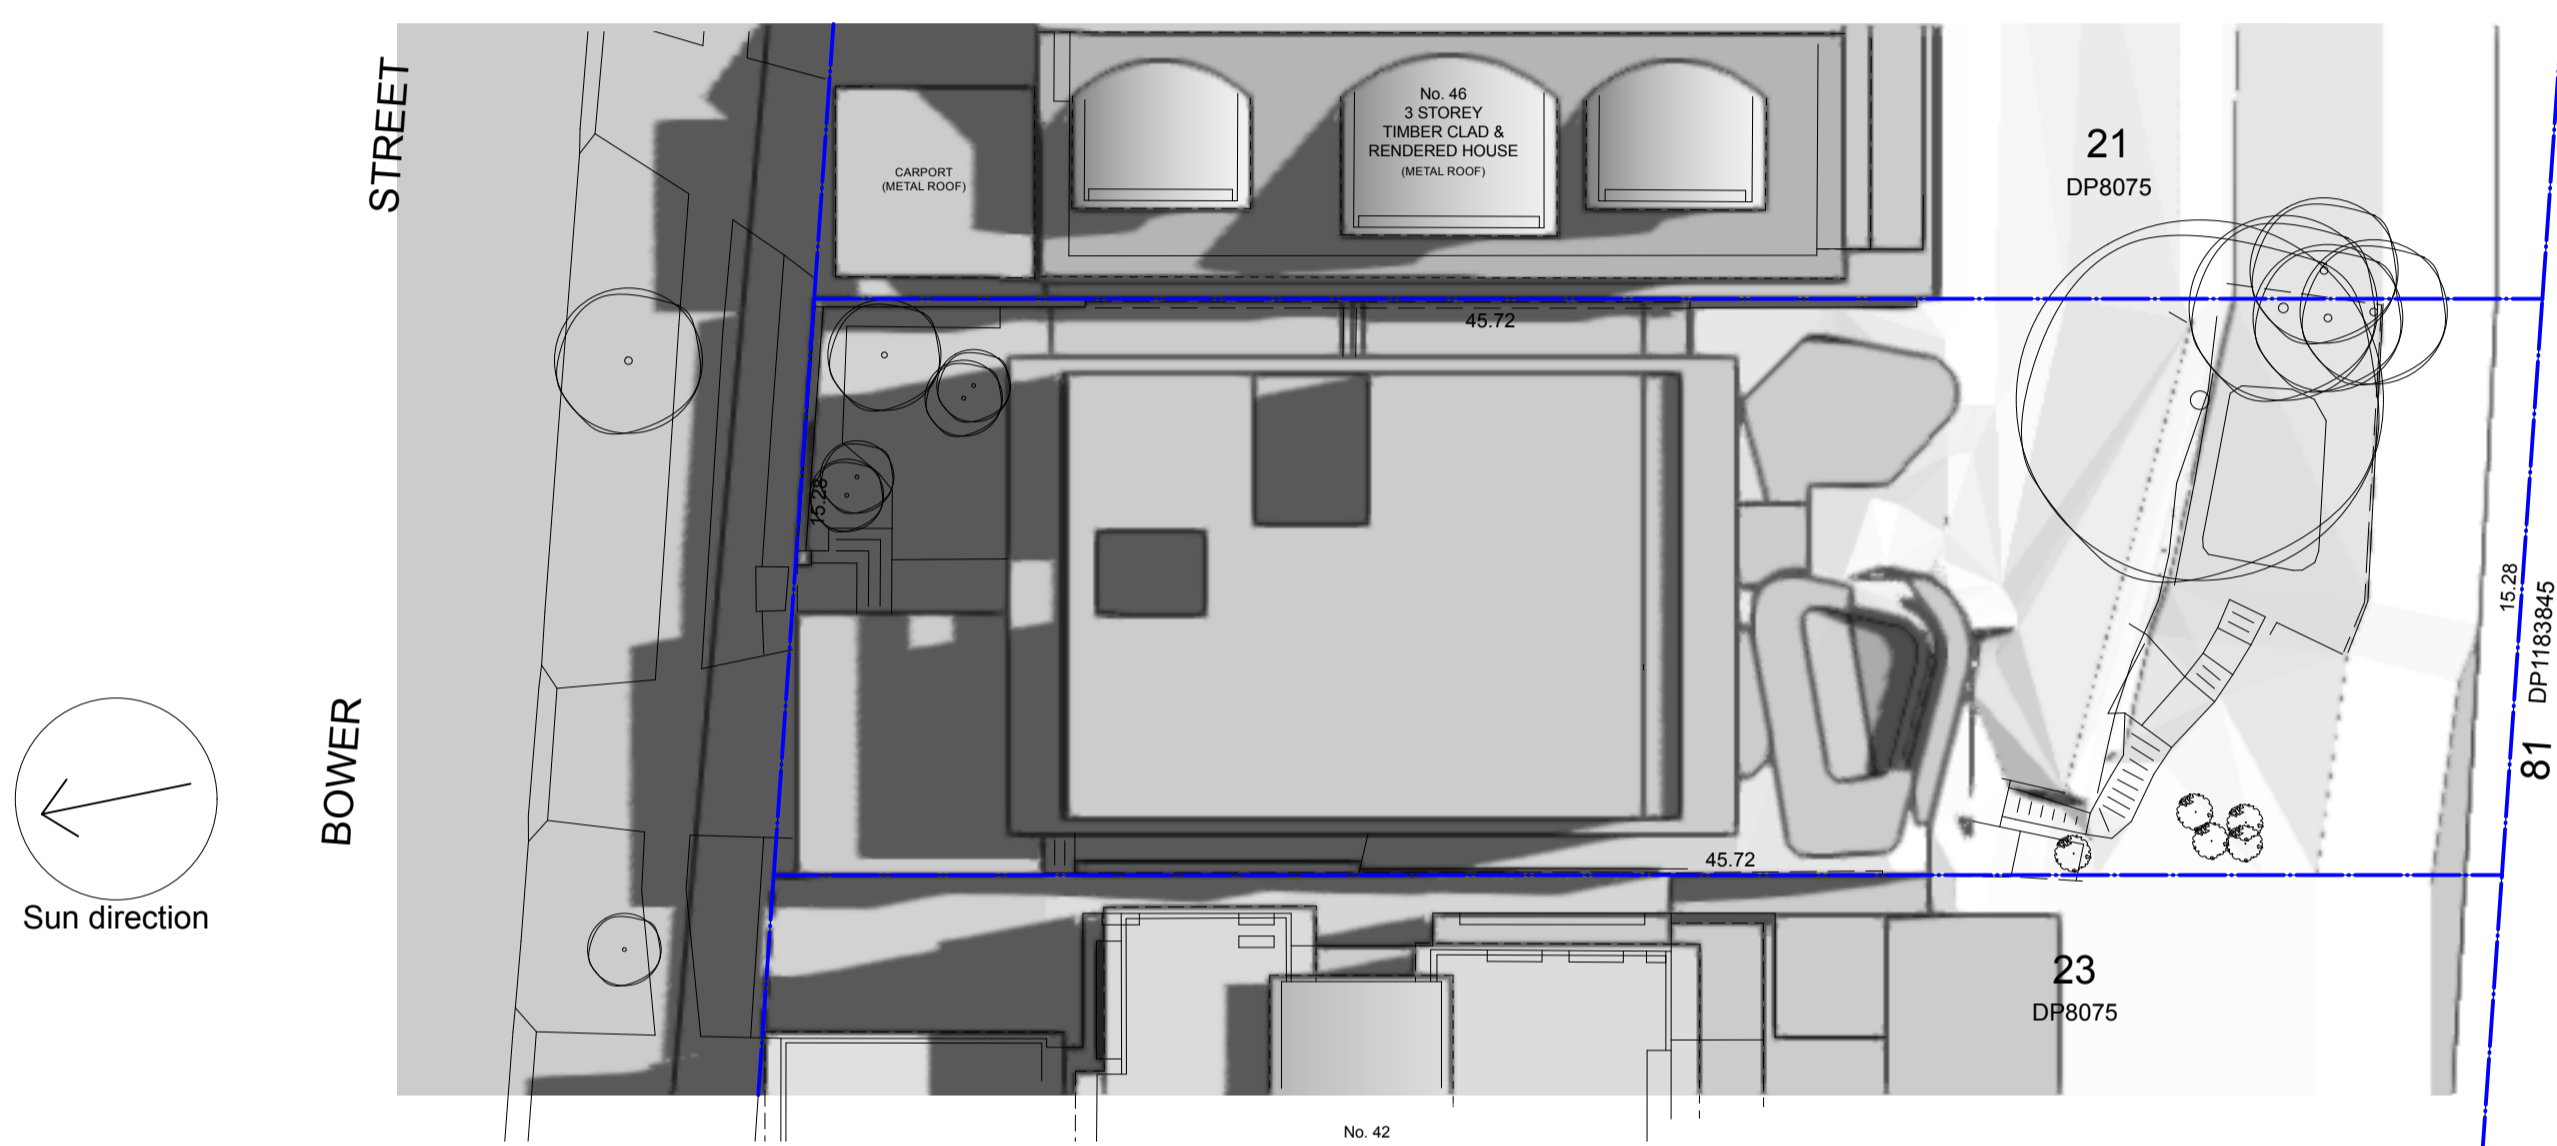 STREET
No. 46
3 STOREY
TIMBER CLAD &
RENDERED HOUSE
(METAL ROOF)
CARPORT
(METAL ROOF)
21
DP8075
45.72
15.28
15.28
DP1183845
BOWER
81
Sun direction
45.72
23
DP8075
No. 42